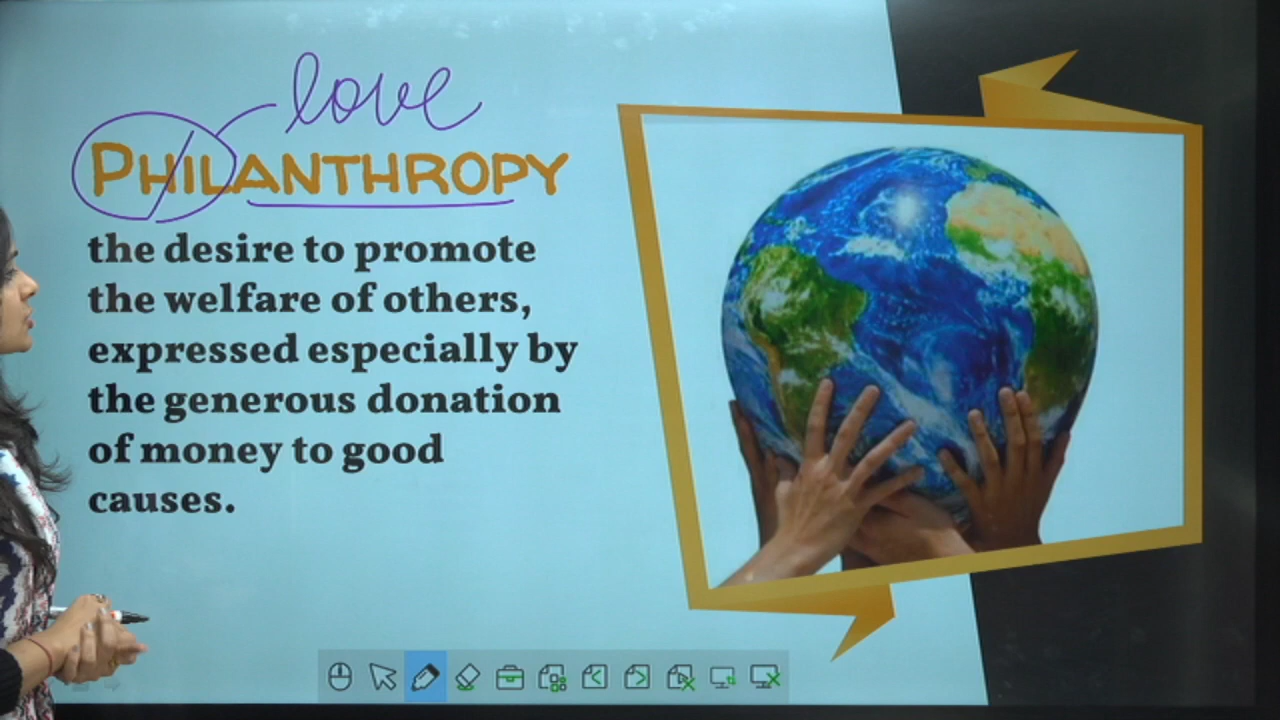 love
PHILANTHROPY
the desire to promote
the welfare of others,
expressed especially by
the generous donation
of money to good
causes.